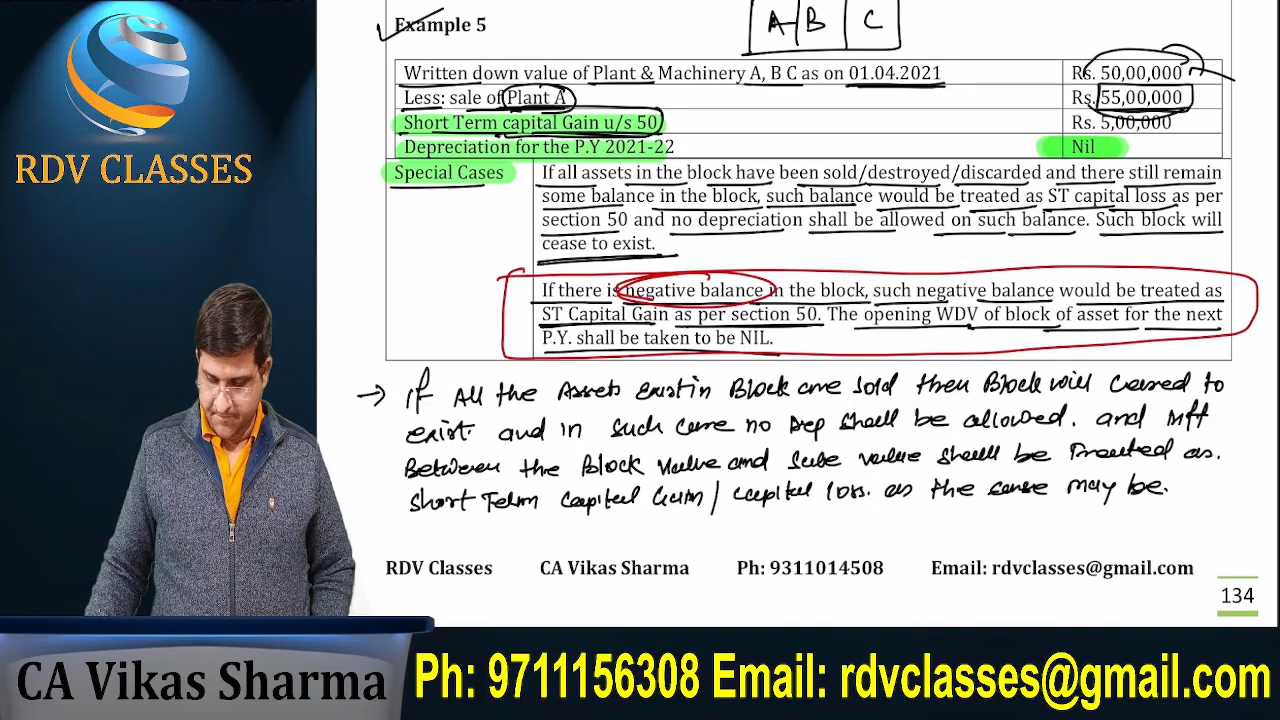 Example 5
A B C
Written down value of Plant & Machinery A, B C as on 01.04.2021 Rs. 50,00,000
Less: sale of Plant A Rs. 55,00,000
Short Term capital Gain u/s 50 Rs. 5,00,000
Depreciation for the P.Y 2021-22 Nil
Special Cases If all assets in the block have been sold/destroyed/discarded and there still remain
some balance in the block, such balance would be treated as ST capital loss as per
section 50 and no depreciation shall be allowed on such balance. Such block will
cease to exist.
If there is negative balance in the block, such negative balance would be treated as
ST Capital Gain as per section 50. The opening WDV of block of asset for the next
P.Y. shall be taken to be NIL.
→ If All the Assets Exist in Block are sold then Block will ceased to
exist. and in such case no Dep shall be allowed. and Diff
Between the Block value and sale value shall be Treated as.
Short Term capital Gain/ capital loss. as the case may be.
RDV Classes CA Vikas Sharma Ph: 9311014508 Email: rdvclasses@gmail.com
134
RDV CLASSES
CA Vikas Sharma
Ph: 9711156308 Email: rdvclasses@gmail.com